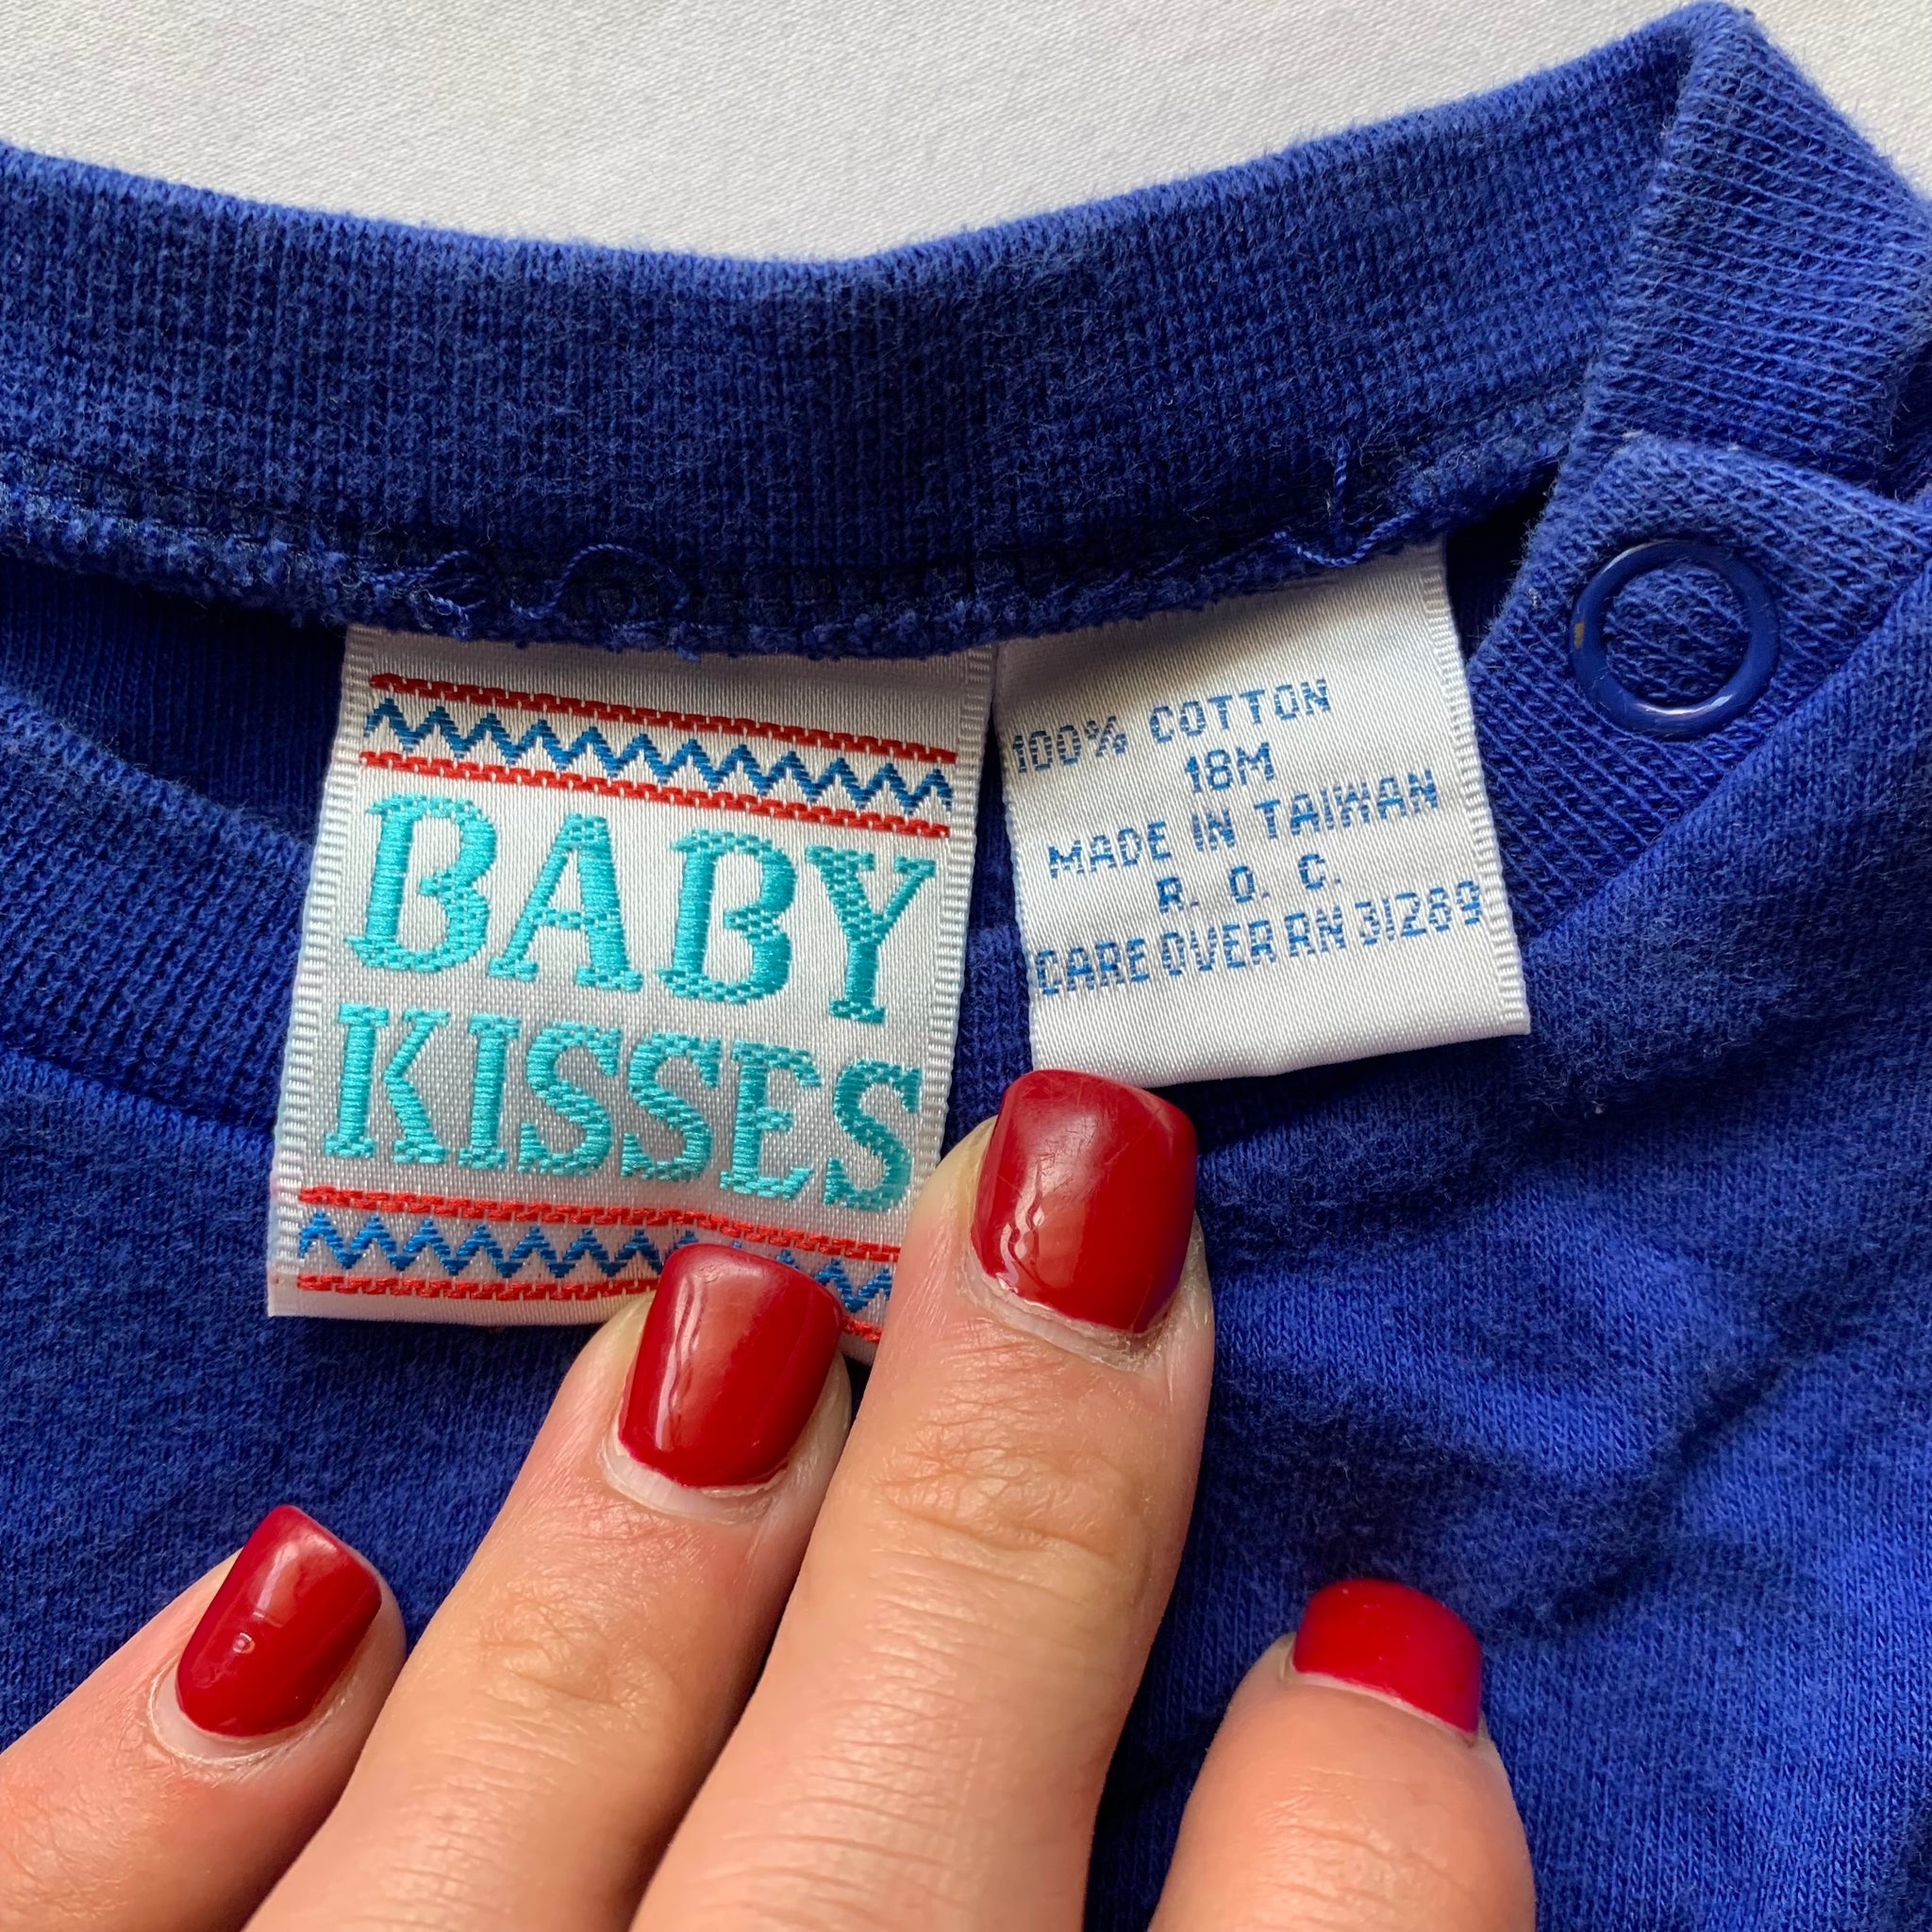 BABY
KISSES
100% COTTON
18M
MADE IN TAIWAN
R. O. C.
CARE OVER RN 31289